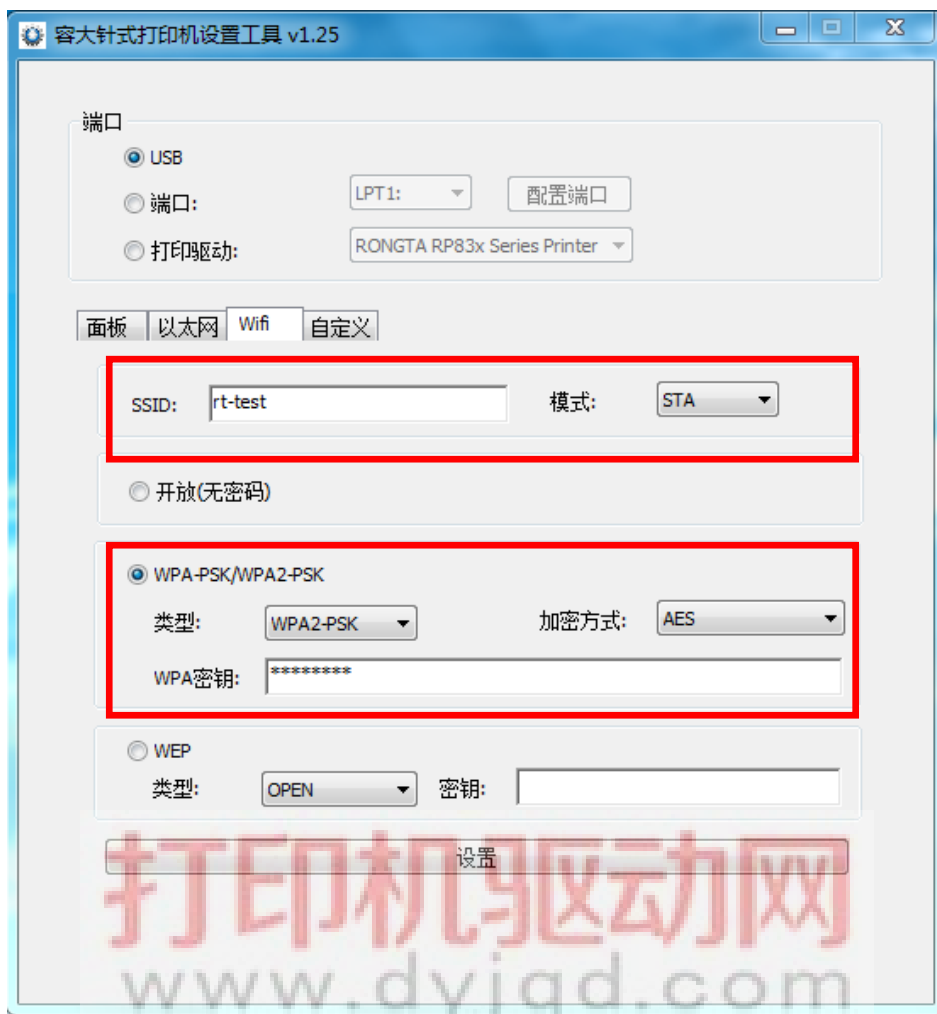 容大针式打印机设置工具 v1.25
端口
USB
端口: LPT1: 配置端口
打印驱动: RONGTA RP83x Series Printer
面板 以太网 Wifi 自定义
SSID: rt-test 模式: STA
开放(无密码)
WPA-PSK/WPA2-PSK
类型: WPA2-PSK 加密方式: AES
WPA密钥: ********
WEP
类型: OPEN 密钥:
设置
打印机驱动网
www.dyjqd.com